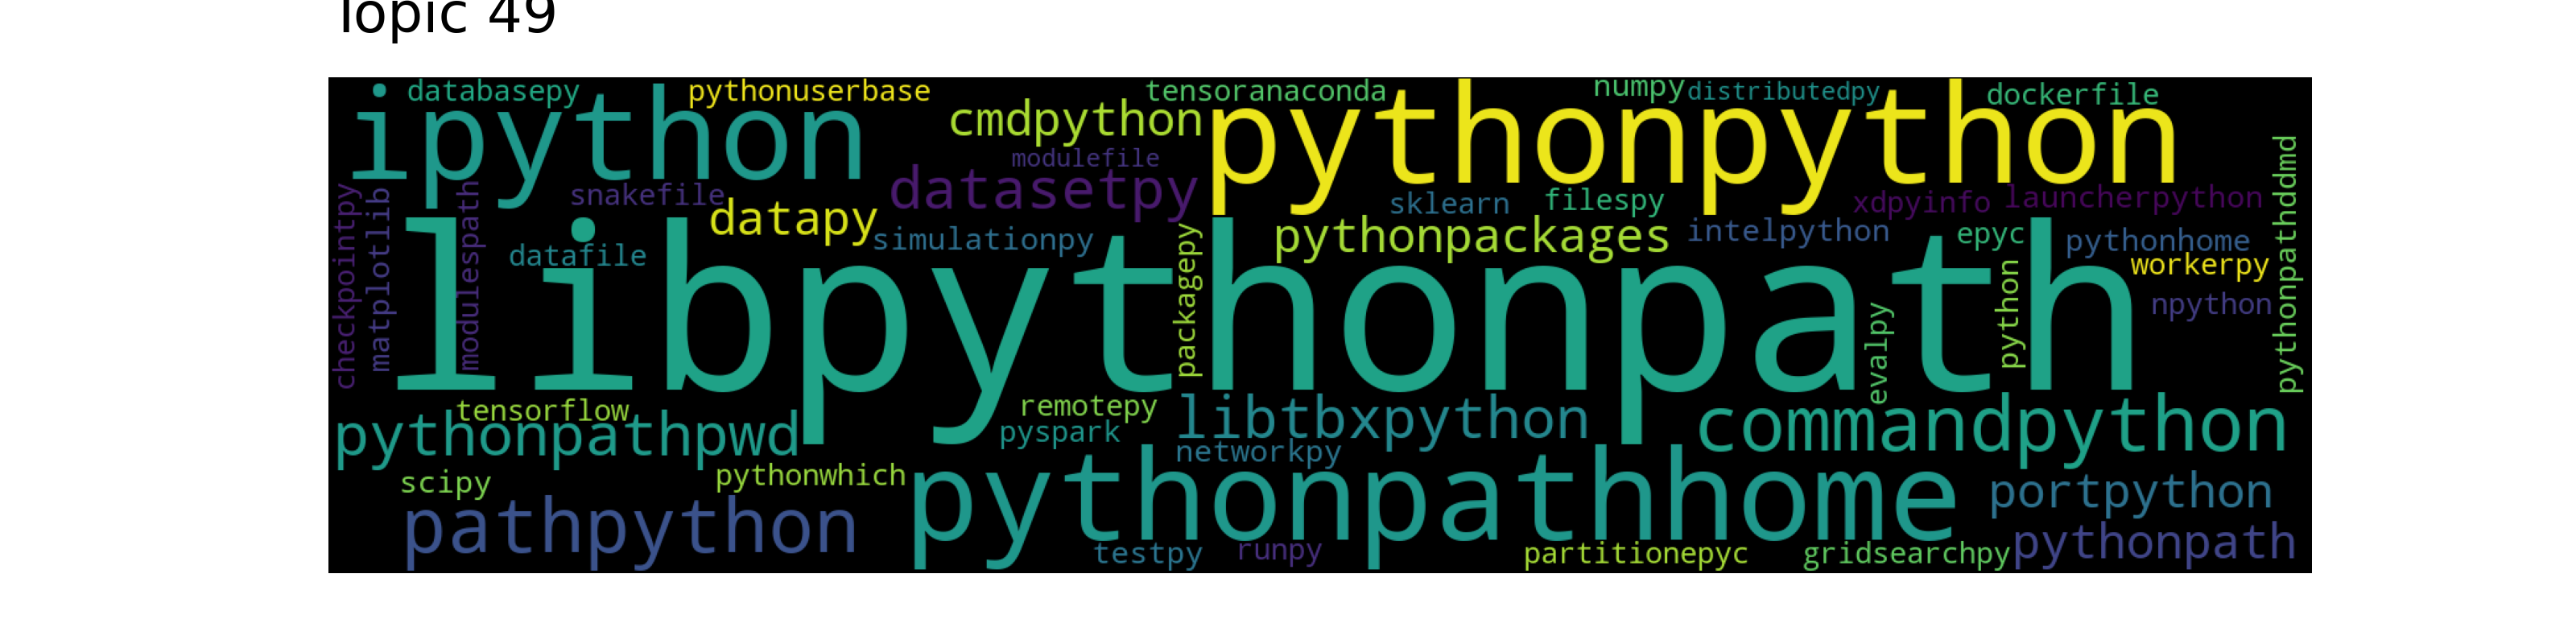 Topic 49
databasepy
pythonuserbase
tensoranaconda
numpy
distributedpy
dockerfile
ipython
cmdpython
pythonpython
modulefile
datasetpy
snakefile
datapy
sklearn
filespy
xdpyinfo
launcherpython
simulationpy
pythonpackages
intelpython
epyc
pythonhome
datafile
workerpy
npython
checkpointpy
matplotlib
modulespath
libpythonpath
packagepy
evalpy
python
pythonpathddmd
tensorflow
remotepy
libtbxpython
commandpython
pythonpathpwd
pyspark
networkpy
scipy
pythonwhich
pythonpathhome
portpython
pathpython
testpy
runpy
partitionepyc
gridsearchpy
pythonpath